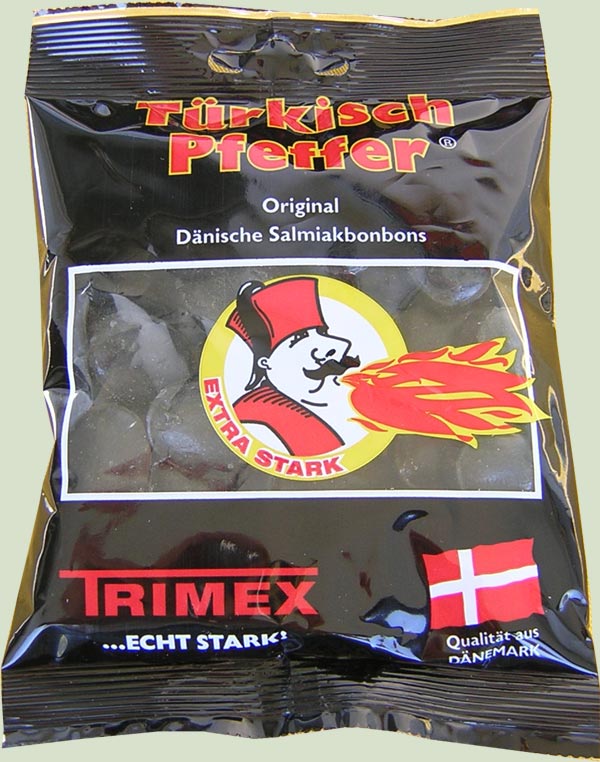 Türkisch
Pfeffer®
Original
Dänische Salmiakbonbons
EXTRA STARK
TRIMEX
...ECHT STARK!
Qualität aus
DÄNEMARK